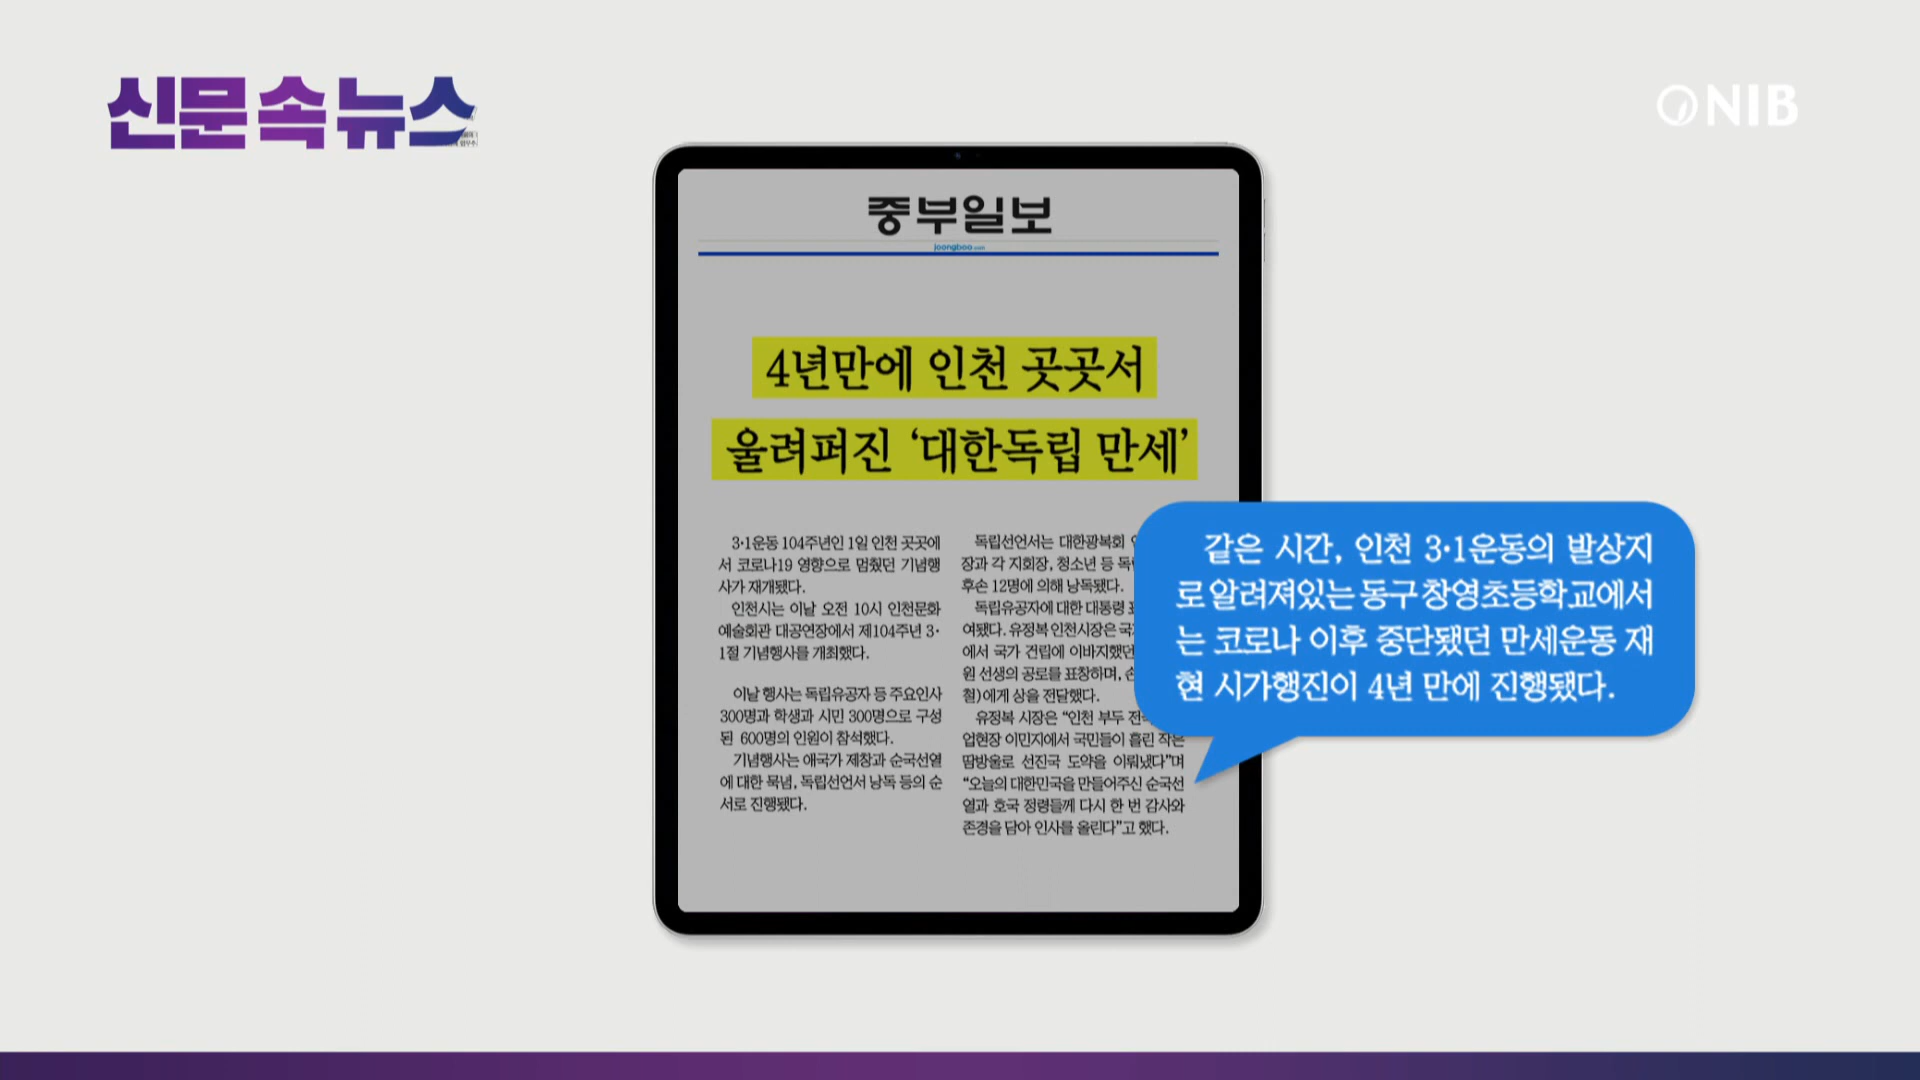 신문 속 뉴스
NIB
중부일보
joongboo.com
4년만에 인천 곳곳서
울려퍼진 ‘대한독립 만세’
3·1운동 104주년인 1일 인천 곳곳에
서 코로나19 영향으로 멈췄던 기념행
사가 재개됐다.
인천시는 이날 오전 10시 인천문화
예술회관 대공연장에서 제104주년 3·
1절 기념행사를 개최했다.
이날 행사는 독립유공자 등 주요인사
300명과 학생과 시민 300명으로 구성
된 600명의 인원이 참석했다.
기념행사는 애국가 제창과 순국선열
에 대한 묵념, 독립선언서 낭독 등의 순
서로 진행됐다.
독립선언서는 대한광복회
장과 각 지회장, 청소년 등
후손 12명에 의해 낭독됐다.
독립유공자에 대한 대통령
여됐다. 유정복 인천시장은
에서 국가 건립에 이바지했던
원 선생의 공로를 표창하며,
철)에게 상을 전달했다.
유정복 시장은 “인천 부두
업현장 이민지에서 국민들이 흘린 작은
땀방울로 선진국 도약을 이뤄냈다”며
“오늘의 대한민국을 만들어주신 순국선
열과 호국 정령들께 다시 한 번 감사와
존경을 담아 인사를 올린다”고 했다.
같은 시간, 인천 3·1운동의 발상지
로 알려져있는 동구 창영초등학교에서
는 코로나 이후 중단됐던 만세운동 재
현 시가행진이 4년 만에 진행됐다.